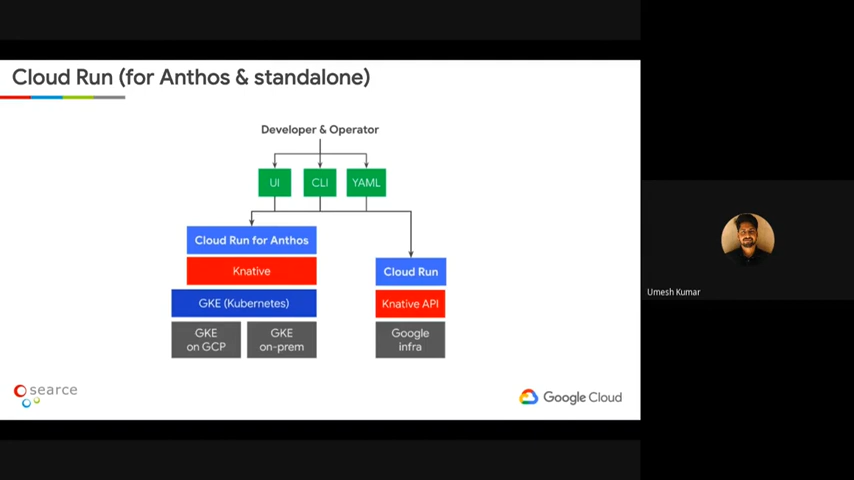 Cloud Run (for Anthos & standalone)
Developer & Operator
UI
CLI
YAML
Cloud Run for Anthos
Knative
GKE (Kubernetes)
GKE
on GCP
GKE
on-prem
Cloud Run
Knative API
Google
infra
searce
Google Cloud
Umesh Kumar